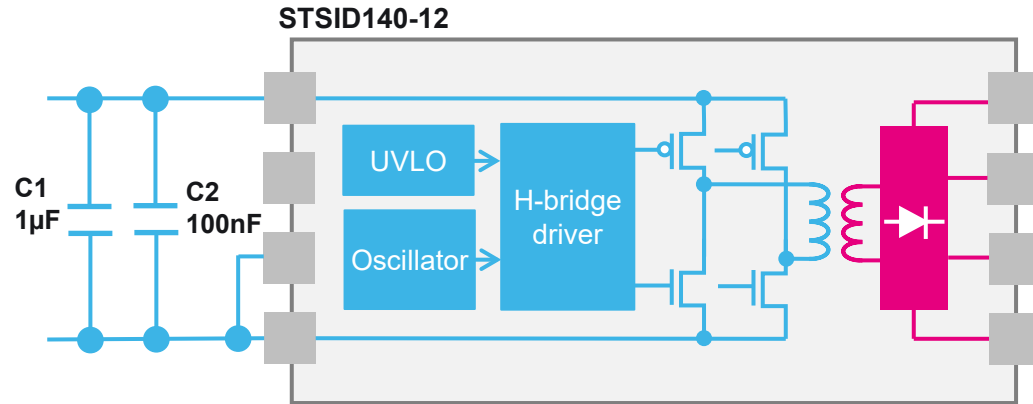 STSID140-12
C1
1µF
C2
100nF
UVLO
Oscillator
H-bridge
driver